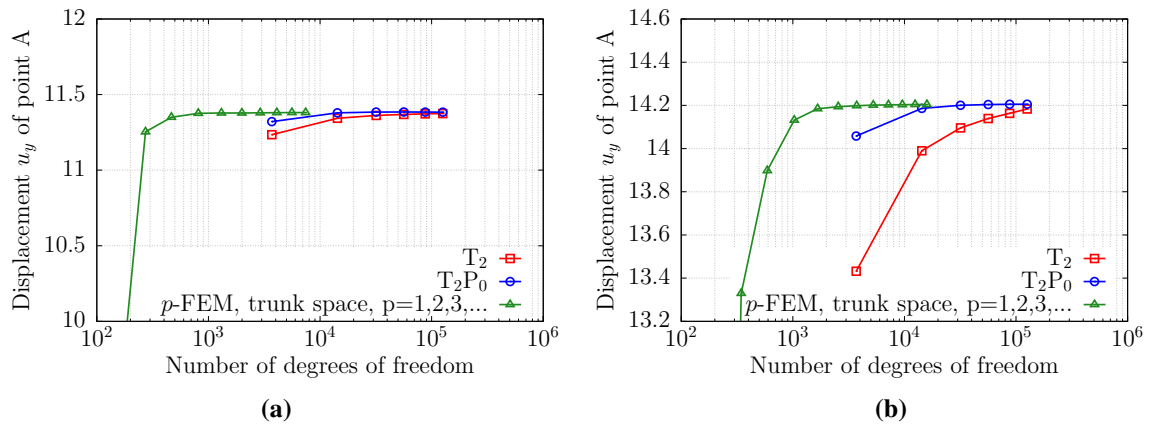 Displacement u_y of point A
12
11.5
11
10.5
10
10^2
10^3
10^4
10^5
10^6
Number of degrees of freedom
T_2
T_2P_0
p-FEM, trunk space, p=1,2,3,...
(a)
Displacement u_y of point A
14.6
14.4
14.2
14
13.8
13.6
13.4
13.2
10^2
10^3
10^4
10^5
10^6
Number of degrees of freedom
T_2
T_2P_0
p-FEM, trunk space, p=1,2,3,...
(b)